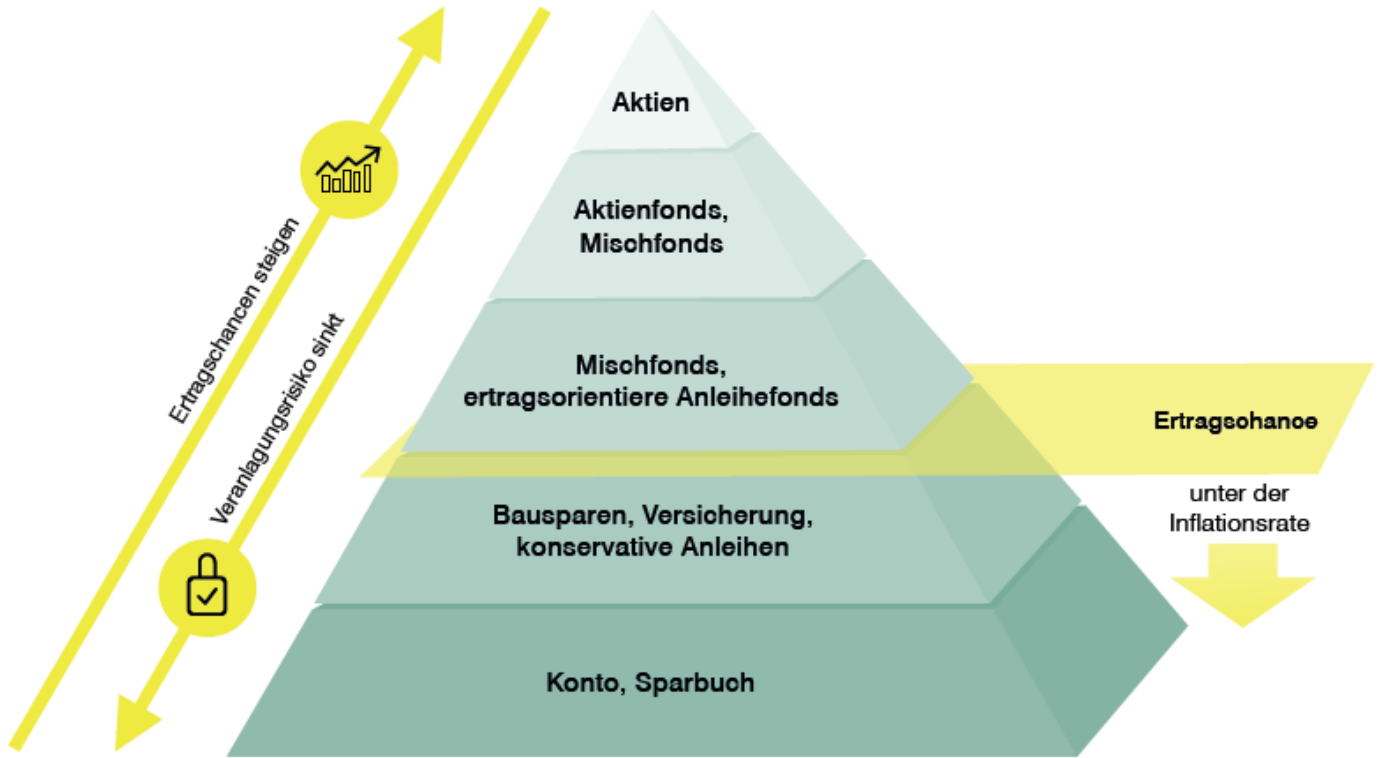 Aktien
Aktienfonds,
Mischfonds
Mischfonds,
ertragsorientiere Anleihefonds
Bausparen, Versicherung,
konservative Anleihen
Konto, Sparbuch
Ertragschancen steigen
Veranlagungsrisiko sinkt
Ertragschance
unter der
Inflationsrate